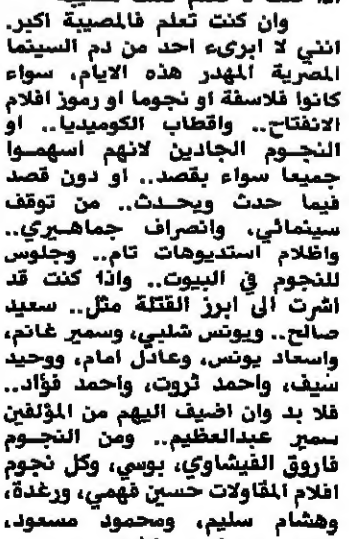 وان كنت تعلم فالمصيبة اكبر.
انني لا ابرىء احد من دم السينما
المصرية المهدر هذه الايام، سواء
كانوا فلاسفة أو نجوما او رموز افلام
الانفتاح.. واقطاب الكوميديا.. او
النجوم الجادين لانهم اسهموا
جميعا سواء بقصد.. او دون قصد
فيما حدث ويحدث.. من توقف
سينمائي، وانصراف جماهيري..
واظلام استديوهات تام.. وجلوس
للنجوم في البيوت.. واذا كنت قد
اشرت الى ابرز القتلة مثل.. سعيد
صالح.. ويونس شلبي، وسمير غانم،
واسعاد يونس، وعادل امام، ووحيد
سيف، واحمد ثروت، واحمد فؤاد..
فلا بد وان اضيف اليهم من المؤلفين
سمير عبدالعظيم.. ومن النجوم
فاروق الفيشاوي، بوسي، وكل نجوم
افلام المقاولات حسين فهمي، ورغدة،
وهشام سليم، ومحمود مسعود،